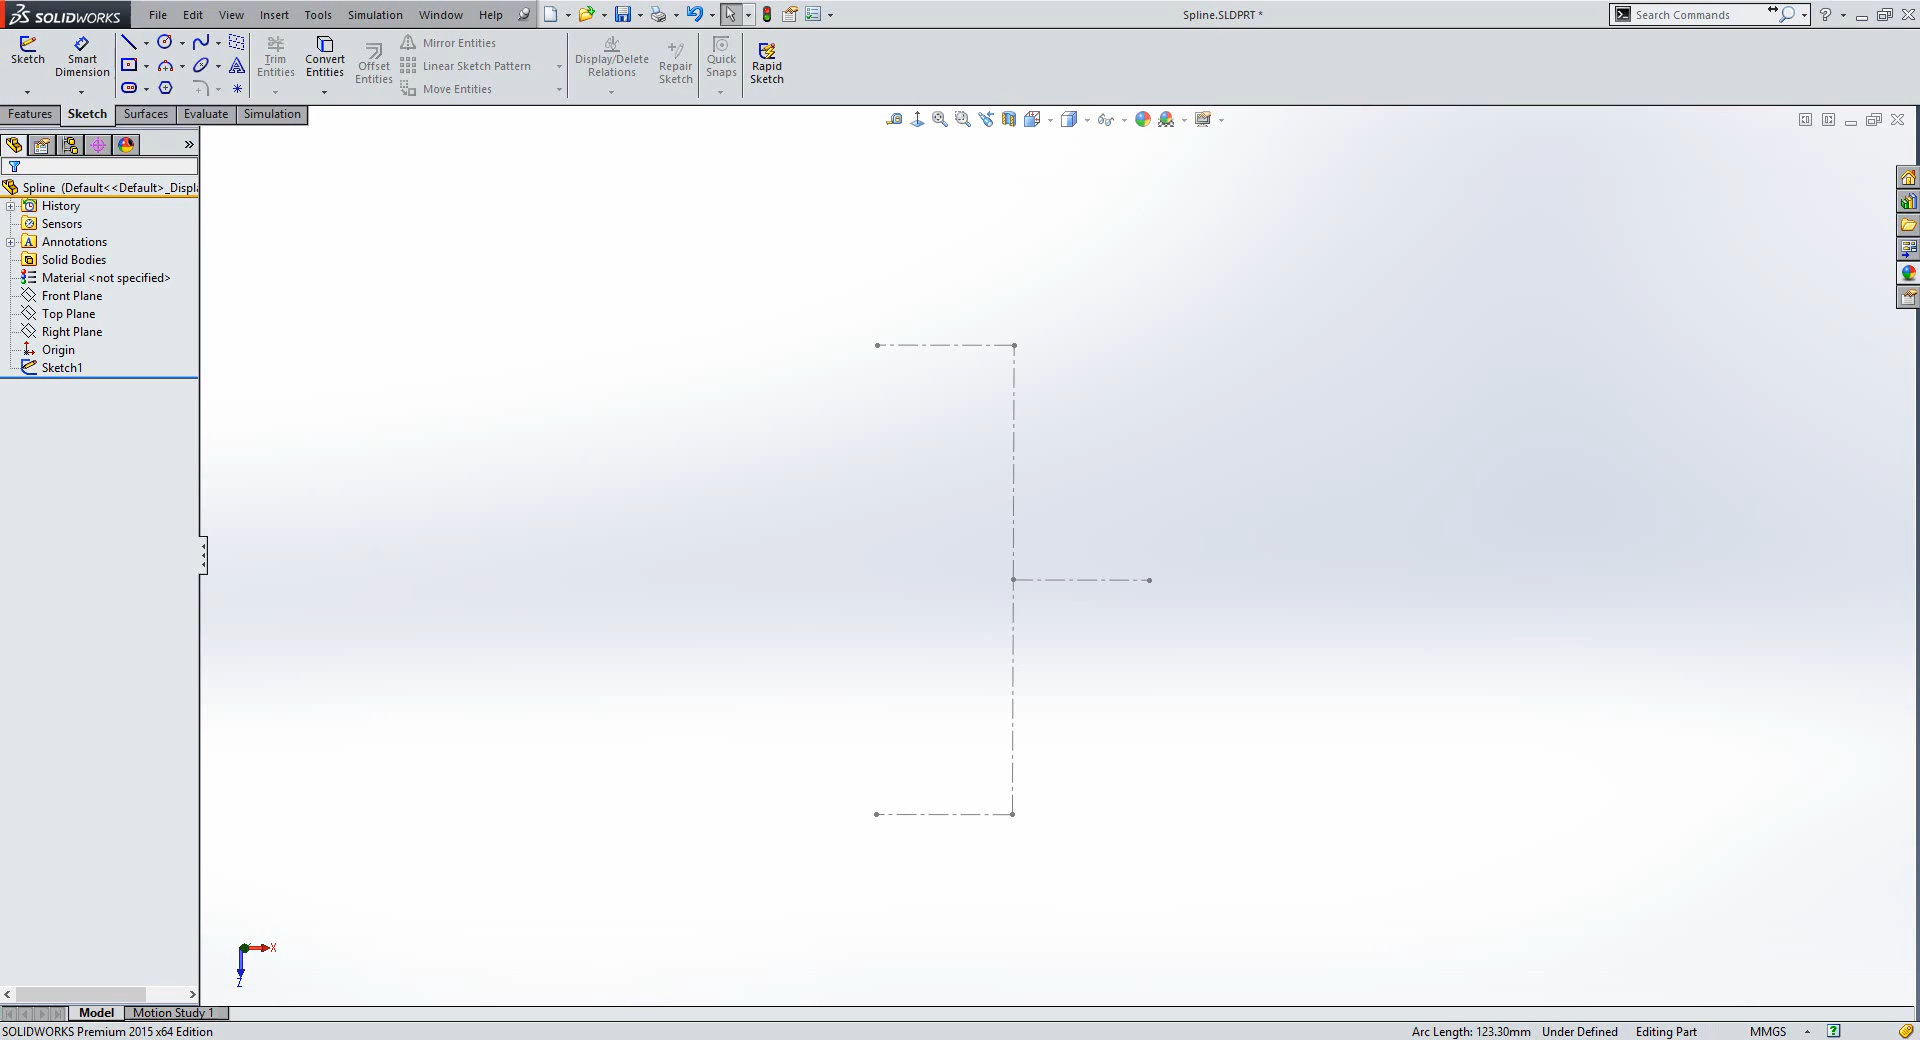 SOLIDWORKS File Edit View Insert Tools Simulation Window Help Spline.SLDPRT * Search Commands
Sketch Smart Dimension Trim Entities Convert Entities Offset Entities Mirror Entities Linear Sketch Pattern Move Entities Display/Delete Relations Repair Sketch Quick Snaps Rapid Sketch
Features Sketch Surfaces Evaluate Simulation
Spline (Default<<Default>_Displa
History
Sensors
Annotations
Solid Bodies
Material <not specified>
Front Plane
Top Plane
Right Plane
Origin
Sketch1
X
Z
Model Motion Study 1
SOLIDWORKS Premium 2015 x64 Edition Arc Length: 123.30mm Under Defined Editing Part MMGS